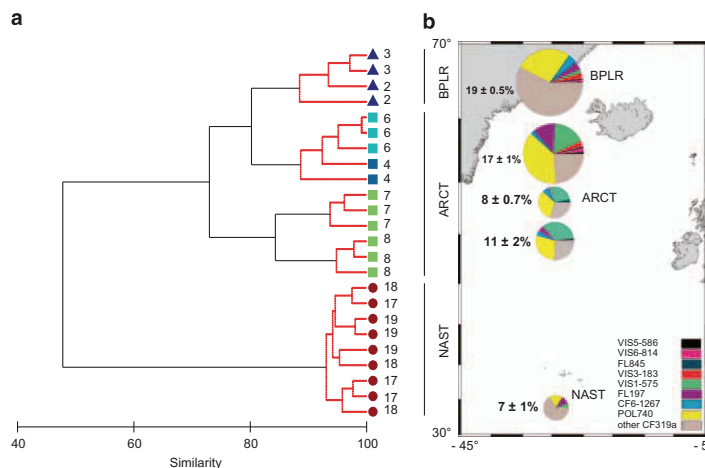 a
3
3
2
2
6
6
6
4
4
7
7
7
8
8
8
18
17
19
19
19
18
17
17
18
40
60
80
100
Similarity
BPLR
ARCT
NAST
b
70°
BPLR
19 ± 0.5%
17 ± 1%
8 ± 0.7%
ARCT
11 ± 2%
NAST
7 ± 1%
VIS5-586
VIS6-814
FL845
VIS3-183
VIS1-575
FL197
CF6-1267
POL740
other CF319a
30°
- 45°
- 5